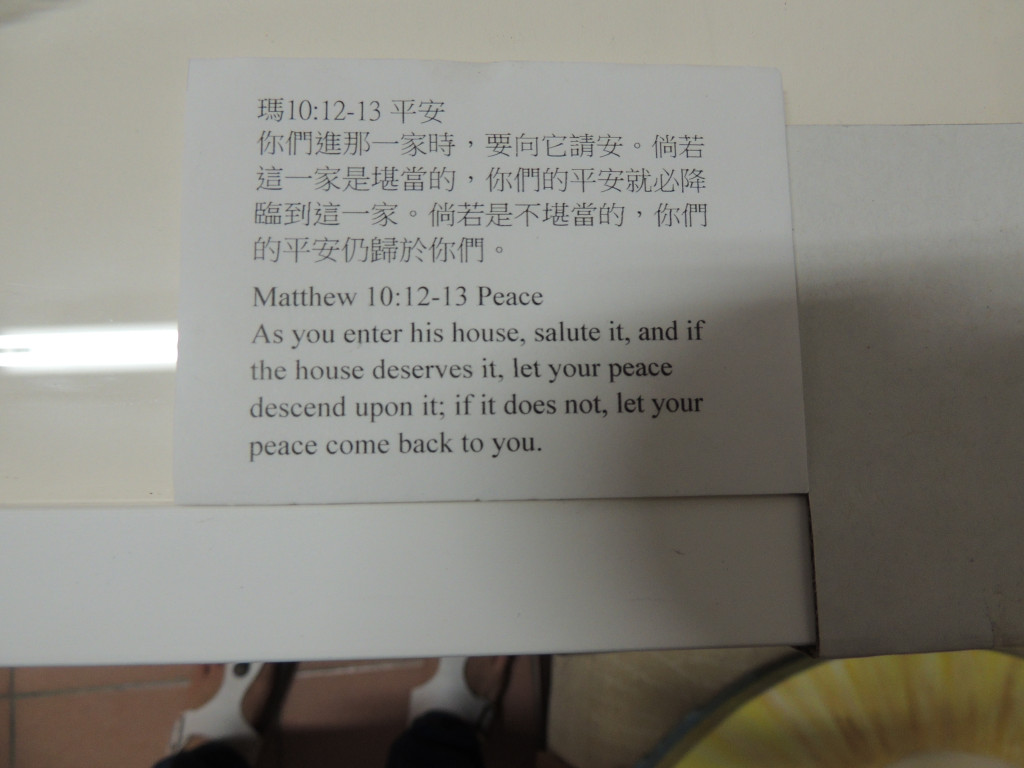 瑪10:12-13 平安
你們進那一家時，要向它請安。倘若
這一家是堪當的，你們的平安就必降
臨到這一家。倘若是不堪當的，你們
的平安仍歸於你們。
Matthew 10:12-13 Peace
As you enter his house, salute it, and if
the house deserves it, let your peace
descend upon it; if it does not, let your
peace come back to you.